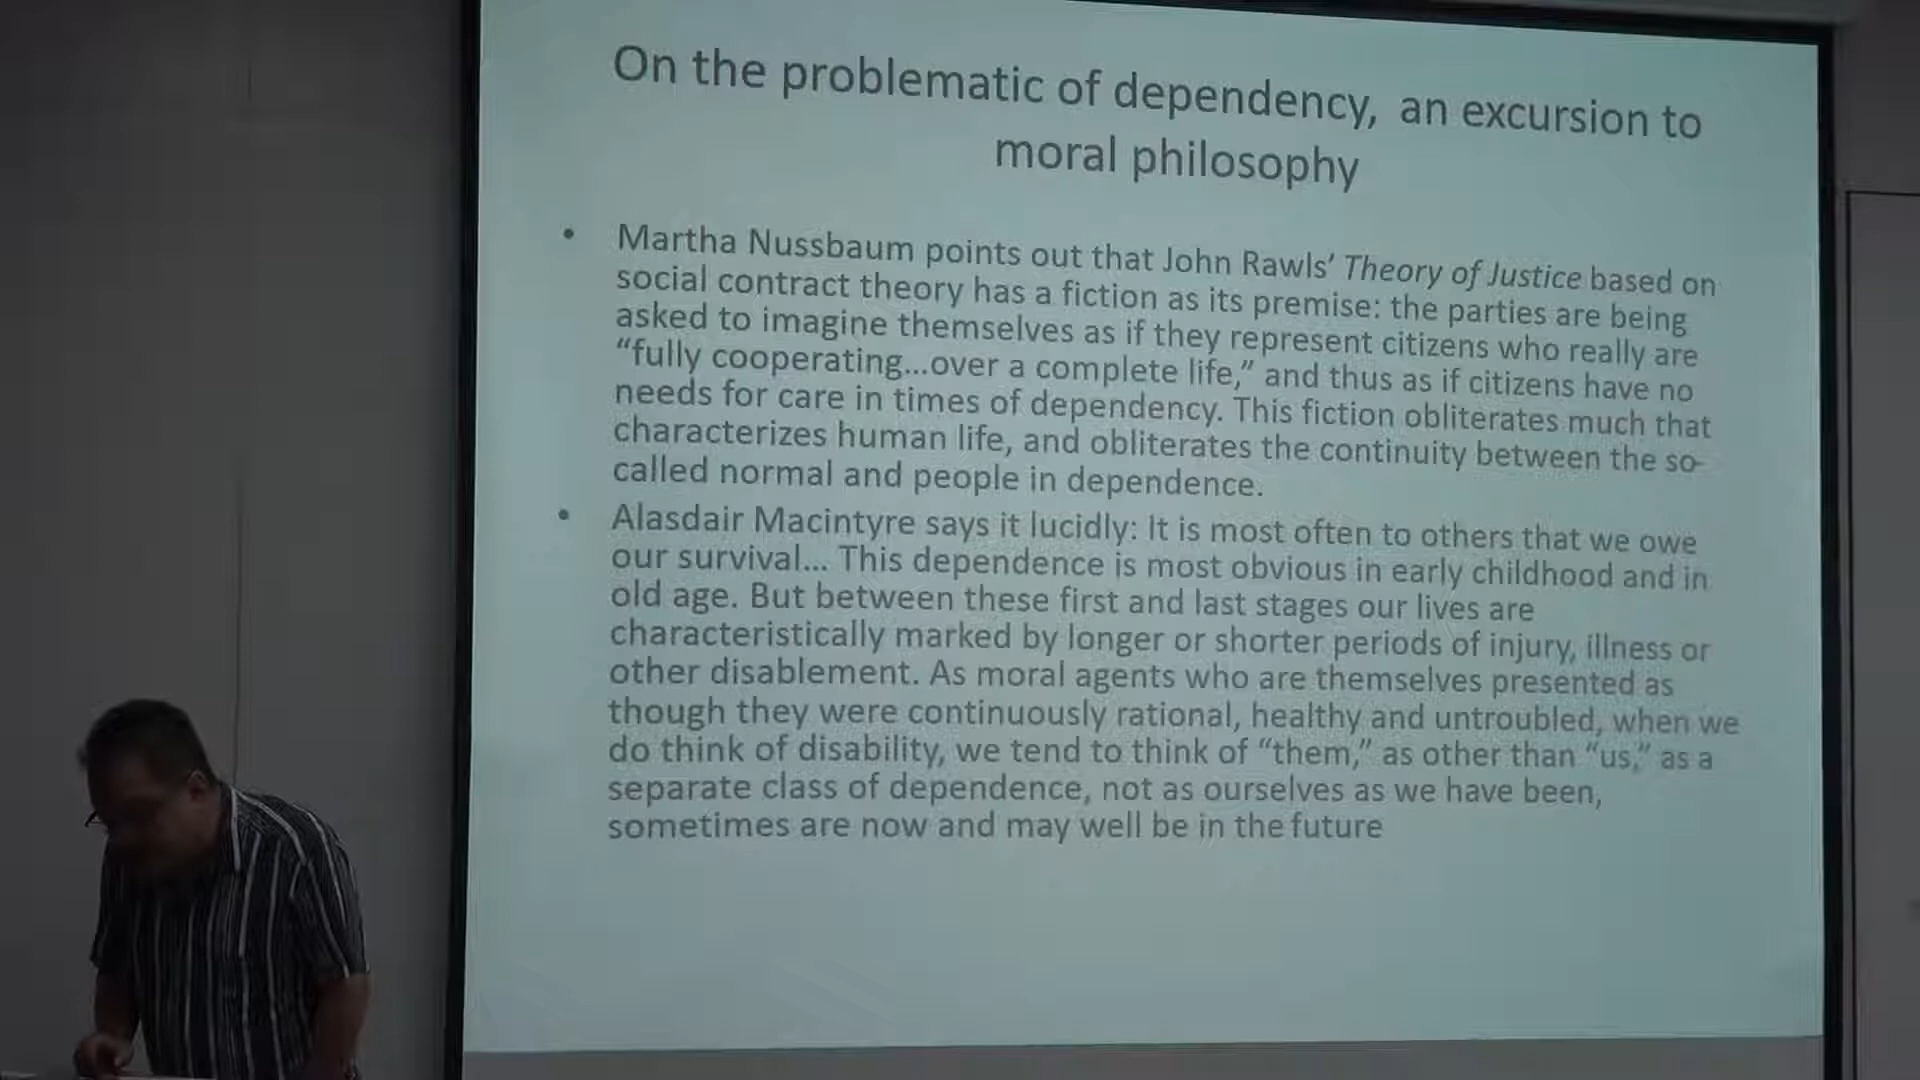 On the problematic of dependency, an excursion to
moral philosophy
• Martha Nussbaum points out that John Rawls’ Theory of Justice based on
social contract theory has a fiction as its premise: the parties are being
asked to imagine themselves as if they represent citizens who really are
“fully cooperating...over a complete life,” and thus as if citizens have no
needs for care in times of dependency. This fiction obliterates much that
characterizes human life, and obliterates the continuity between the so-
called normal and people in dependence.
• Alasdair Macintyre says it lucidly: It is most often to others that we owe
our survival... This dependence is most obvious in early childhood and in
old age. But between these first and last stages our lives are
characteristically marked by longer or shorter periods of injury, illness or
other disablement. As moral agents who are themselves presented as
though they were continuously rational, healthy and untroubled, when we
do think of disability, we tend to think of “them,” as other than “us,” as a
separate class of dependence, not as ourselves as we have been,
sometimes are now and may well be in the future